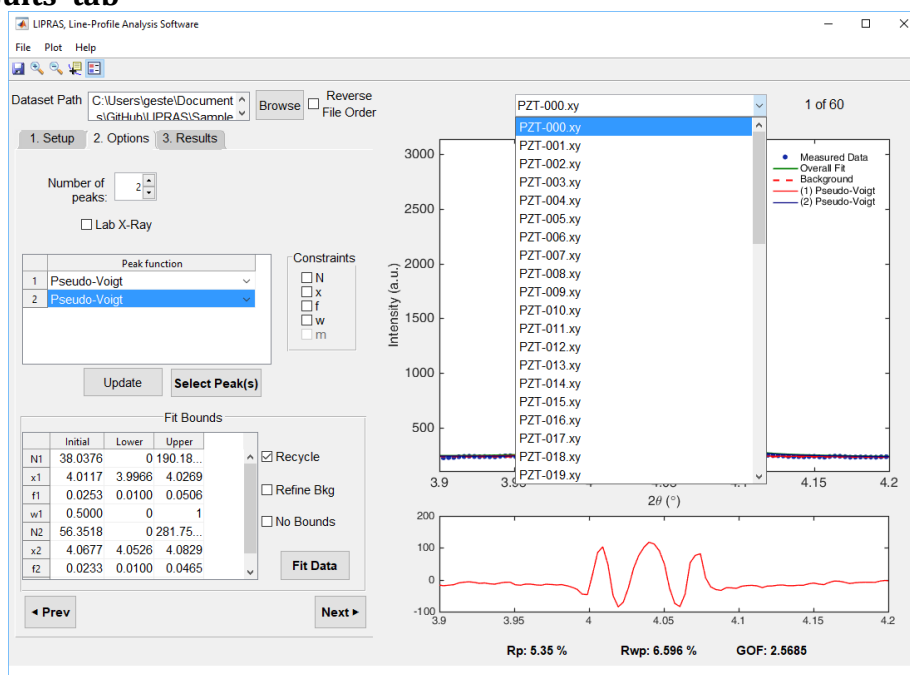 LIPRAS, Line-Profile Analysis Software
File Plot Help
Dataset Path
C:\Users\geste\Document
s\GitHub\LIPRAS\Sample
Browse
Reverse
File Order
PZT-000.xy
1 of 60
1. Setup 2. Options 3. Results
Number of
peaks:
2
Lab X-Ray
Peak function
1 Pseudo-Voigt
2 Pseudo-Voigt
Constraints
N
x
f
w
m
Update
Select Peak(s)
Fit Bounds
Initial Lower Upper
N1 38.0376 0 190.18...
x1 4.0117 3.9966 4.0269
f1 0.0253 0.0100 0.0506
w1 0.5000 0 1
N2 56.3518 0 281.75...
x2 4.0677 4.0526 4.0829
f2 0.0233 0.0100 0.0465
Recycle
Refine Bkg
No Bounds
Fit Data
Prev
Next
PZT-000.xy
PZT-001.xy
PZT-002.xy
PZT-003.xy
PZT-004.xy
PZT-005.xy
PZT-006.xy
PZT-007.xy
PZT-008.xy
PZT-009.xy
PZT-010.xy
PZT-011.xy
PZT-012.xy
PZT-013.xy
PZT-014.xy
PZT-015.xy
PZT-016.xy
PZT-017.xy
PZT-018.xy
PZT-019.xy
Measured Data
Overall Fit
Background
(1) Pseudo-Voigt
(2) Pseudo-Voigt
Intensity (a.u.)
3000
2500
2000
1500
1000
500
3.9 4.15 4.2
2θ (°)
200
100
0
-100
3.9 3.95 4 4.05 4.1 4.15 4.2
Rp: 5.35 % Rwp: 6.596 % GOF: 2.5685